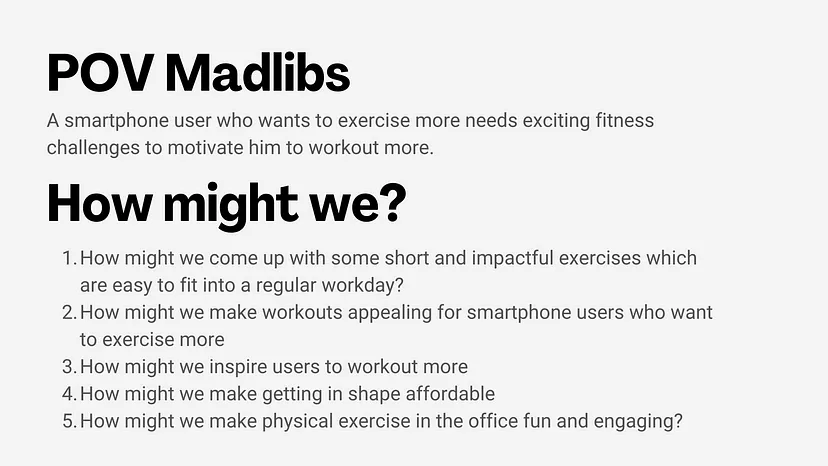 POV Madlibs
A smartphone user who wants to exercise more needs exciting fitness
challenges to motivate him to workout more.
How might we?
1. How might we come up with some short and impactful exercises which
are easy to fit into a regular workday?
2. How might we make workouts appealing for smartphone users who want
to exercise more
3. How might we inspire users to workout more
4. How might we make getting in shape affordable
5. How might we make physical exercise in the office fun and engaging?